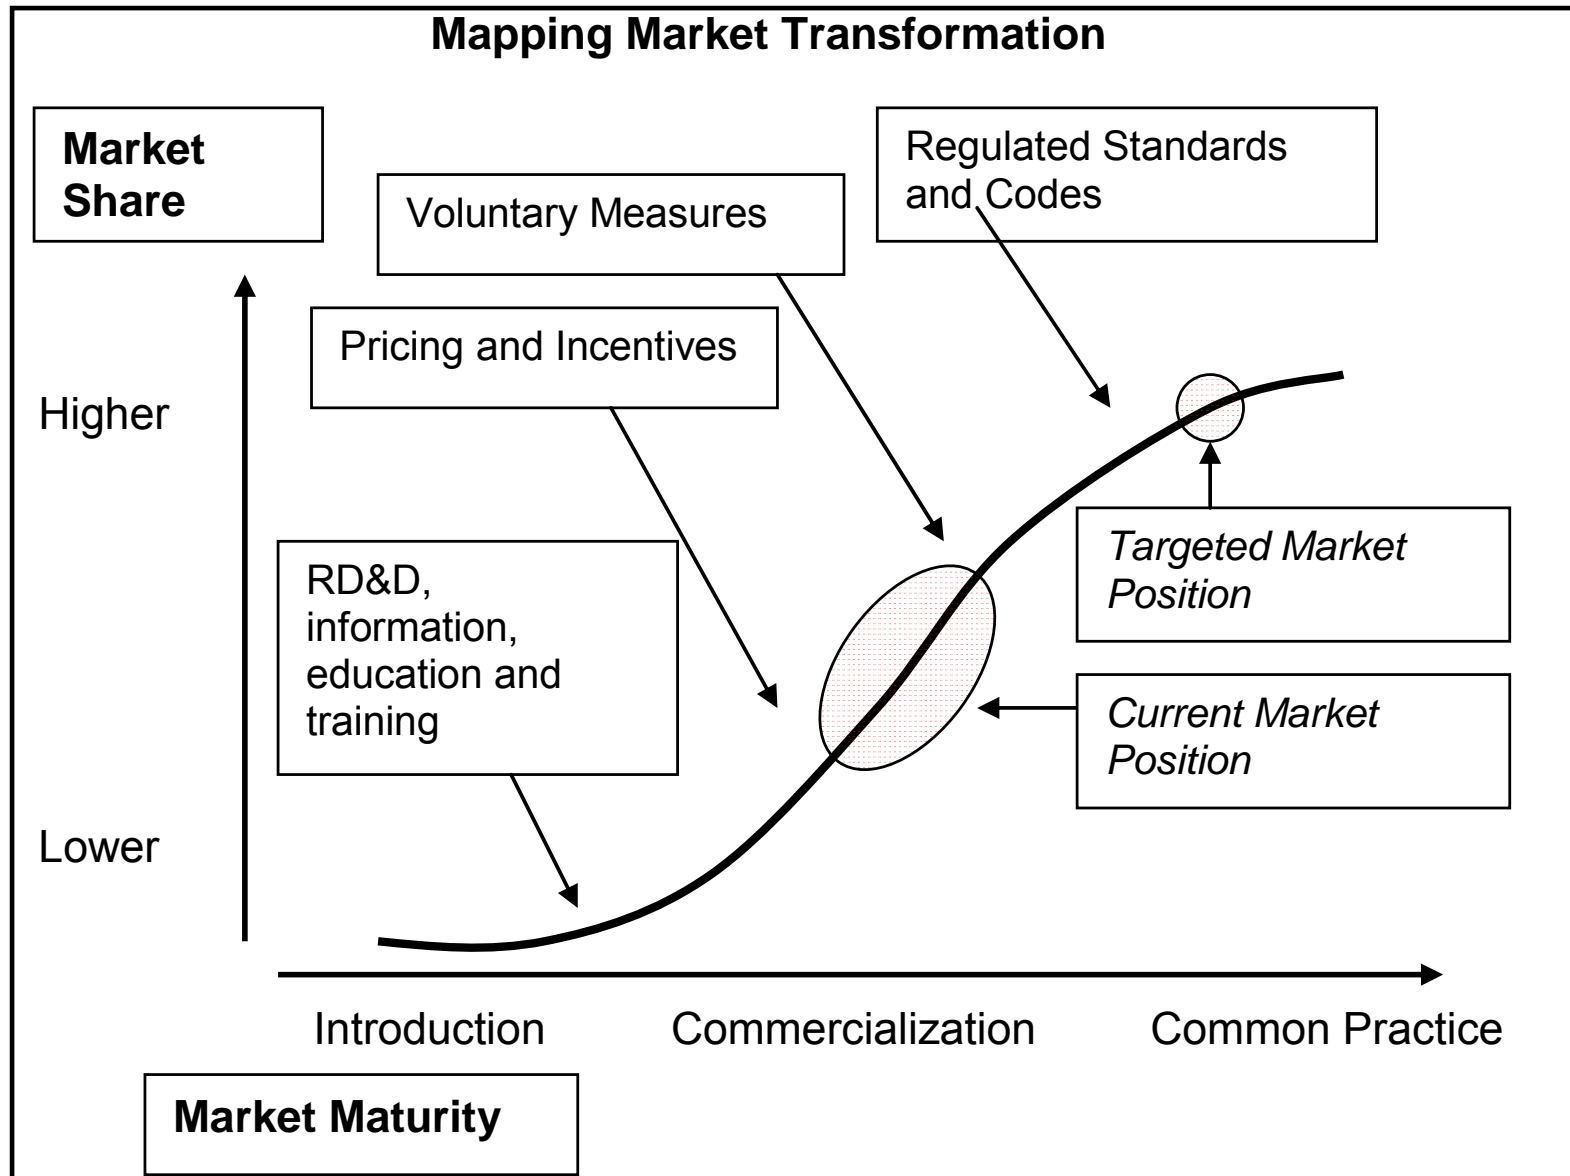 Mapping Market Transformation
Market
Share
Regulated Standards
and Codes
Voluntary Measures
Pricing and Incentives
Higher
RD&D,
information,
education and
training
Targeted Market
Position
Current Market
Position
Lower
Introduction
Commercialization
Common Practice
Market Maturity